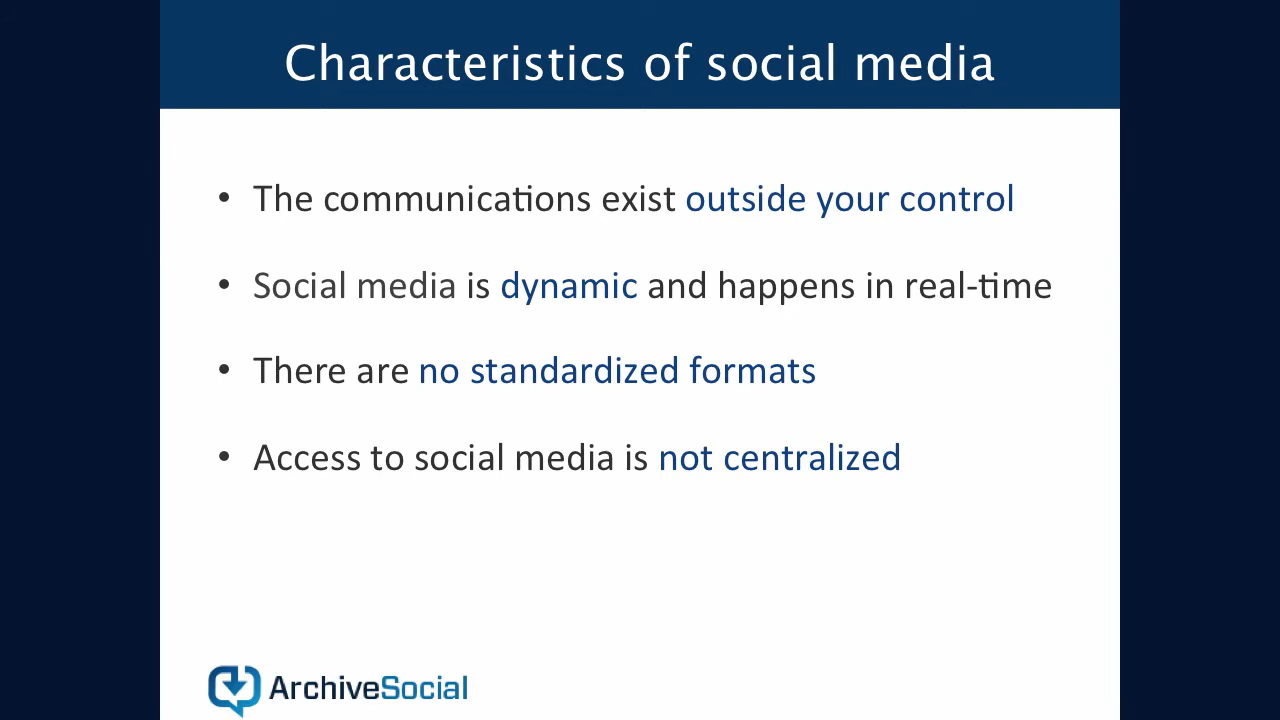 Characteristics of social media
• The communications exist outside your control
• Social media is dynamic and happens in real-time
• There are no standardized formats
• Access to social media is not centralized
ArchiveSocial